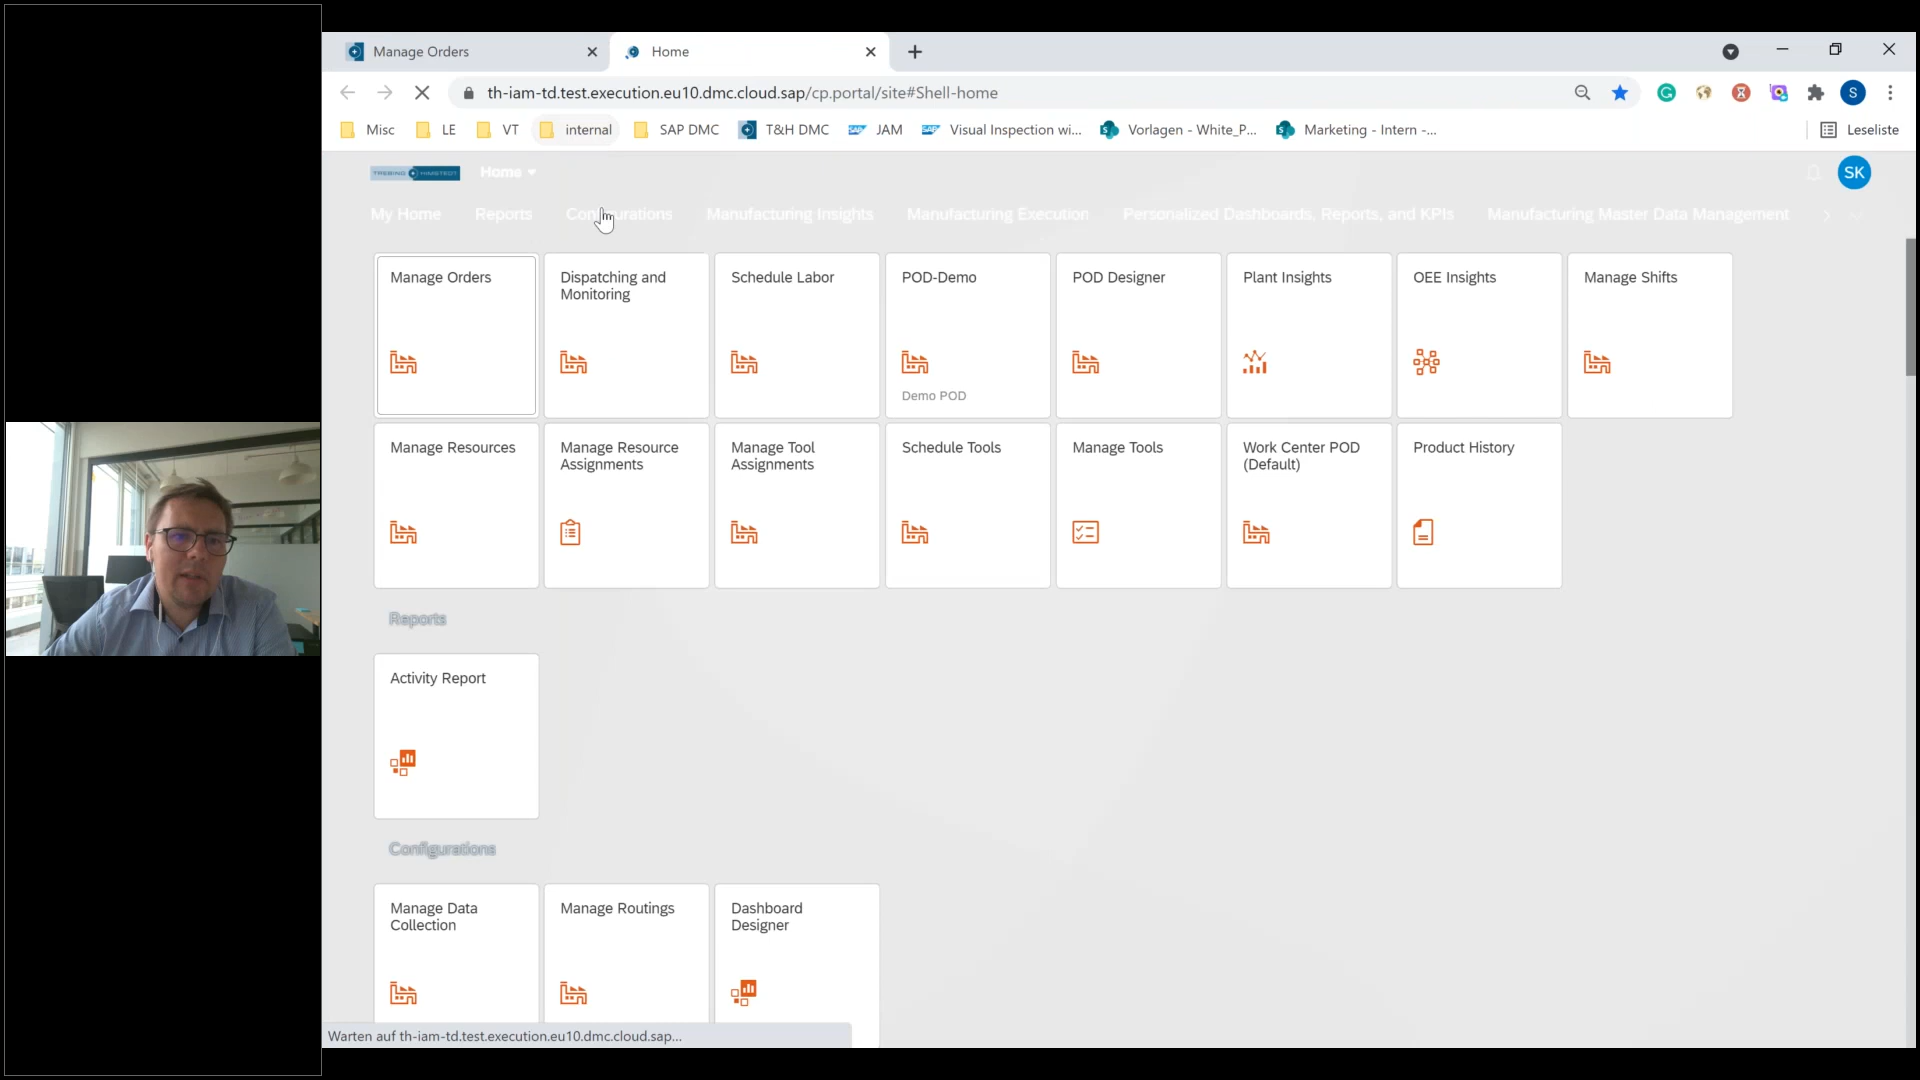 Manage Orders
Home
th-iam-td.test.execution.eu10.dmc.cloud.sap/cp.portal/site#Shell-home
S
Misc
LE
VT
internal
SAP DMC
T&H DMC
JAM
Visual Inspection wi...
Vorlagen - White_P...
Marketing - Intern -...
Leseliste
TREBING HIMSTEDT
Home
SK
My Home
Reports
Manufacturing Insights
Manufacturing Execution
Personalized Dashboards, Reports, and KPIs
Manufacturing Master Data Management
Manage Orders
Dispatching and
Monitoring
Schedule Labor
POD-Demo
Demo POD
POD Designer
Plant Insights
OEE Insights
Manage Shifts
Manage Resources
Manage Resource
Assignments
Manage Tool
Assignments
Schedule Tools
Manage Tools
Work Center POD
(Default)
Product History
Reports
Activity Report
Configurations
Manage Data
Collection
Manage Routings
Dashboard
Designer
Warten auf th-iam-td.test.execution.eu10.dmc.cloud.sap...